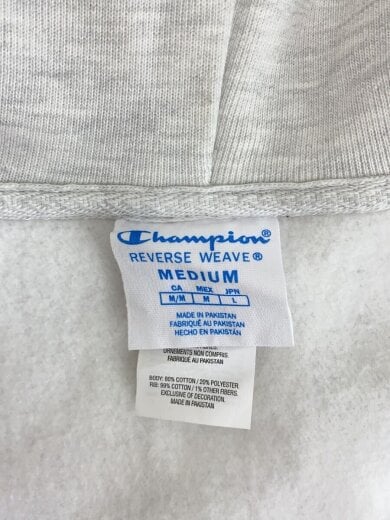 Champion®
REVERSE WEAVE®
MEDIUM
CA MEX JPN
M/M M L
MADE IN PAKISTAN
FABRIQUÉ AU PAKISTAN
HECHO EN PAKISTÁN
ORNEMENTS NON COMPRIS.
FABRIQUÉ AU PAKISTAN
BODY: 80% COTTON / 20% POLYESTER
RIB: 99% COTTON / 1% OTHER FIBERS.
EXCLUSIVE OF DECORATION.
MADE IN PAKISTAN